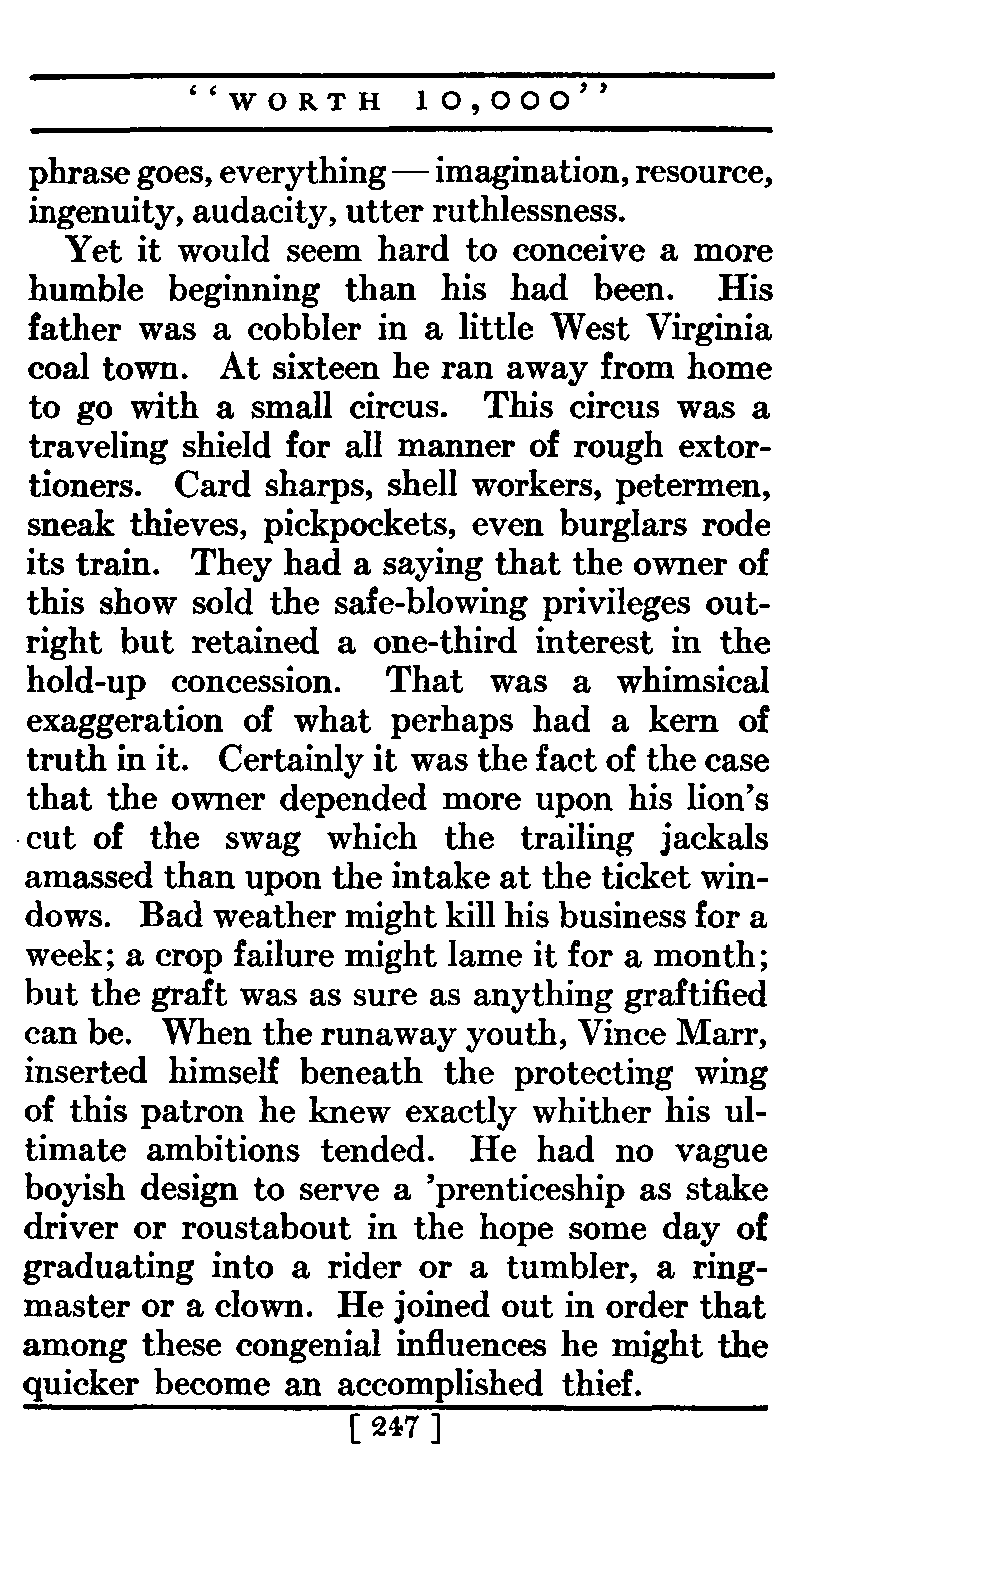 “WORTH 10,000”
phrase goes, everything—imagination, resource,
ingenuity, audacity, utter ruthlessness.
Yet it would seem hard to conceive a more
humble beginning than his had been. His
father was a cobbler in a little West Virginia
coal town. At sixteen he ran away from home
to go with a small circus. This circus was a
traveling shield for all manner of rough extor-
tioners. Card sharps, shell workers, petermen,
sneak thieves, pickpockets, even burglars rode
its train. They had a saying that the owner of
this show sold the safe-blowing privileges out-
right but retained a one-third interest in the
hold-up concession. That was a whimsical
exaggeration of what perhaps had a kern of
truth in it. Certainly it was the fact of the case
that the owner depended more upon his lion's
cut of the swag which the trailing jackals
amassed than upon the intake at the ticket win-
dows. Bad weather might kill his business for a
week; a crop failure might lame it for a month;
but the graft was as sure as anything graftified
can be. When the runaway youth, Vince Marr,
inserted himself beneath the protecting wing
of this patron he knew exactly whither his ul-
timate ambitions tended. He had no vague
boyish design to serve a ’prenticeship as stake
driver or roustabout in the hope some day of
graduating into a rider or a tumbler, a ring-
master or a clown. He joined out in order that
among these congenial influences he might the
quicker become an accomplished thief.
[ 247 ]